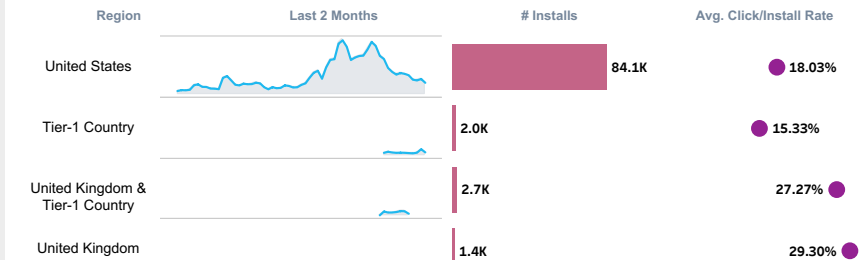 Region Last 2 Months # Installs Avg. Click/Install Rate
United States 84.1K 18.03%
Tier-1 Country 2.0K 15.33%
United Kingdom &
Tier-1 Country 2.7K 27.27%
United Kingdom 1.4K 29.30%